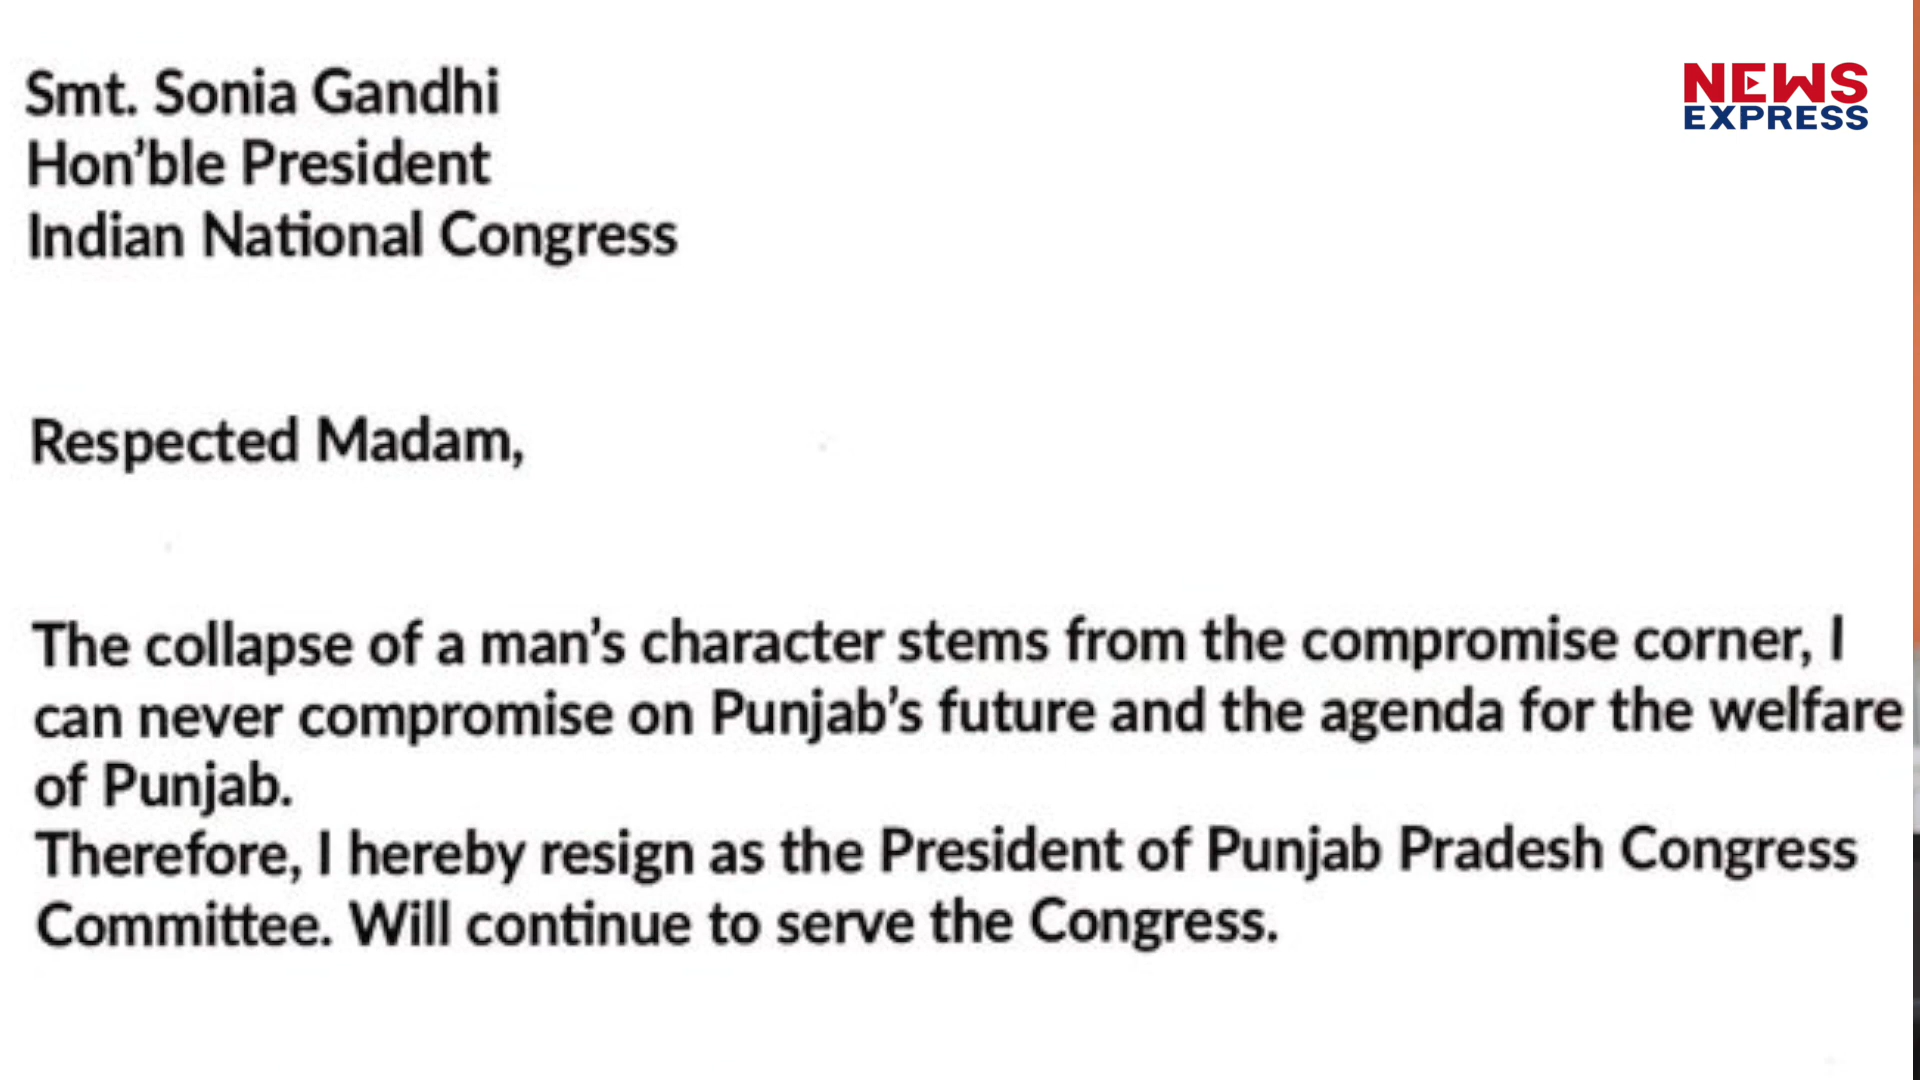 Smt. Sonia Gandhi
Hon’ble President
Indian National Congress
NEWS
EXPRESS
Respected Madam,
The collapse of a man’s character stems from the compromise corner, I
can never compromise on Punjab’s future and the agenda for the welfare
of Punjab.
Therefore, I hereby resign as the President of Punjab Pradesh Congress
Committee. Will continue to serve the Congress.